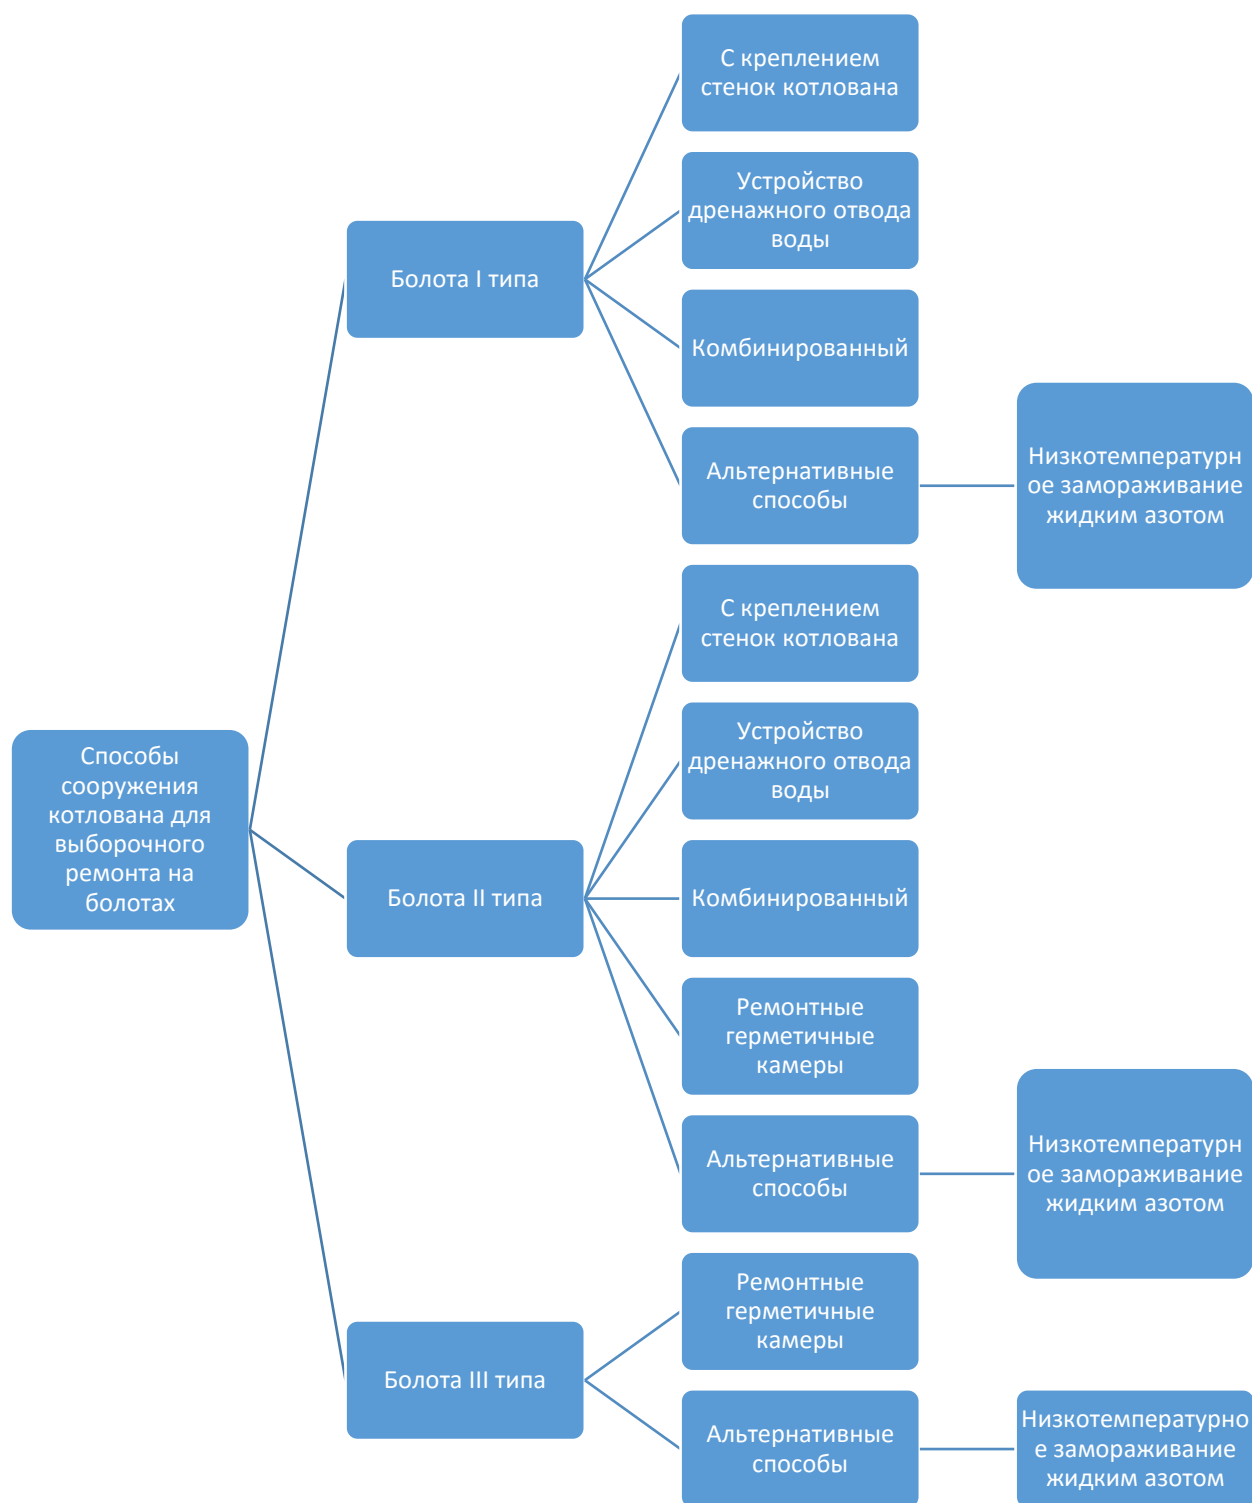 Способы
сооружения
котлована для
выборочного
ремонта на
болотах
Болота I типа
С креплением
стенок котлована
Устройство
дренажного отвода
воды
Комбинированный
Альтернативные
способы
Низкотемпературн
ое замораживание
жидким азотом
Болота II типа
С креплением
стенок котлована
Устройство
дренажного отвода
воды
Комбинированный
Ремонтные
герметичные
камеры
Альтернативные
способы
Низкотемпературн
ое замораживание
жидким азотом
Болота III типа
Ремонтные
герметичные
камеры
Альтернативные
способы
Низкотемпературно
е замораживание
жидким азотом